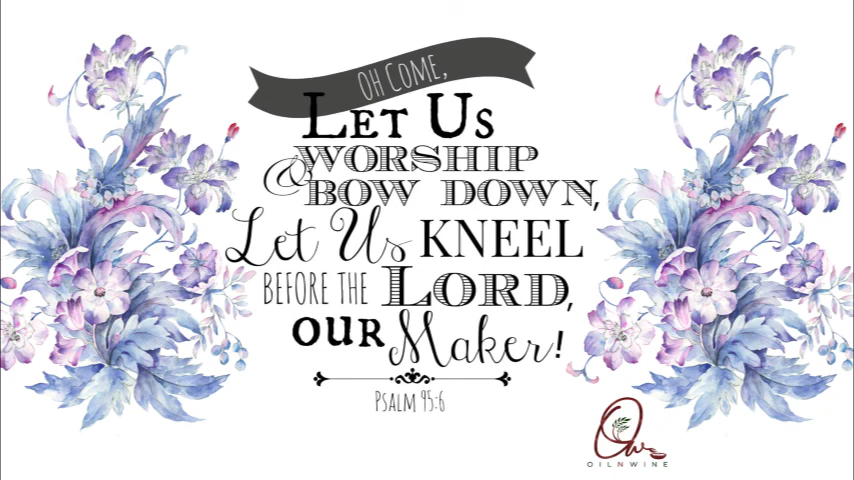 OH COME,
LET US
WORSHIP
& BOW DOWN,
Let Us KNEEL
BEFORE THE LORD,
OUR Maker!
PSALM 95:6
Ow
OILNWINE